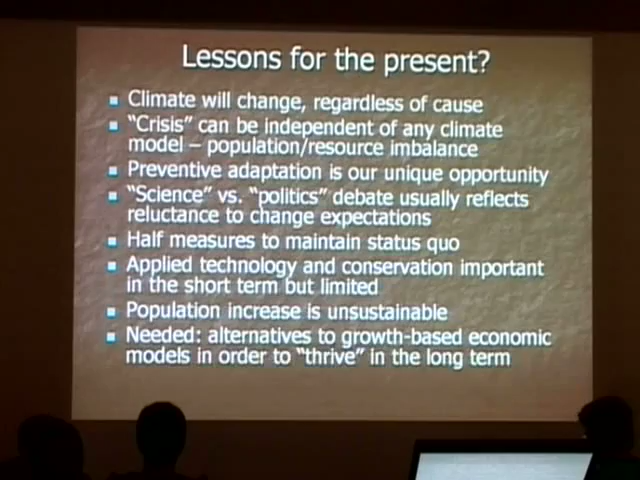 Lessons for the present?
▪ Climate will change, regardless of cause
▪ “Crisis” can be independent of any climate
model – population/resource imbalance
▪ Preventive adaptation is our unique opportunity
▪ “Science” vs. “politics” debate usually reflects
reluctance to change expectations
▪ Half measures to maintain status quo
▪ Applied technology and conservation important
in the short term but limited
▪ Population increase is unsustainable
▪ Needed: alternatives to growth-based economic
models in order to “thrive” in the long term